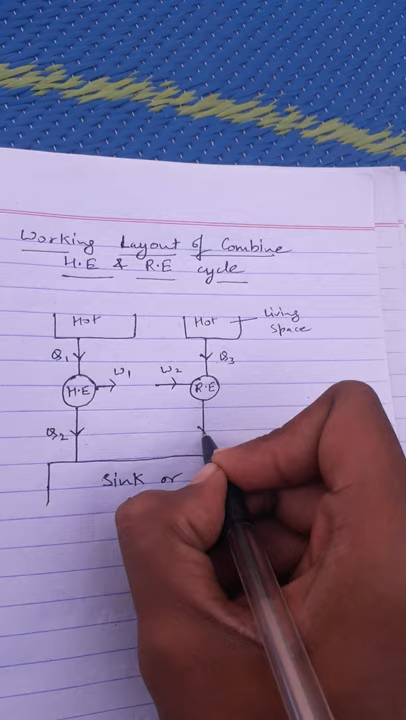 Working Layout of Combine
H.E & R.E cycle
Hot
Hot
Living
Space
Q1
W1
W2
Q3
H.E
R.E
Q2
Sink or